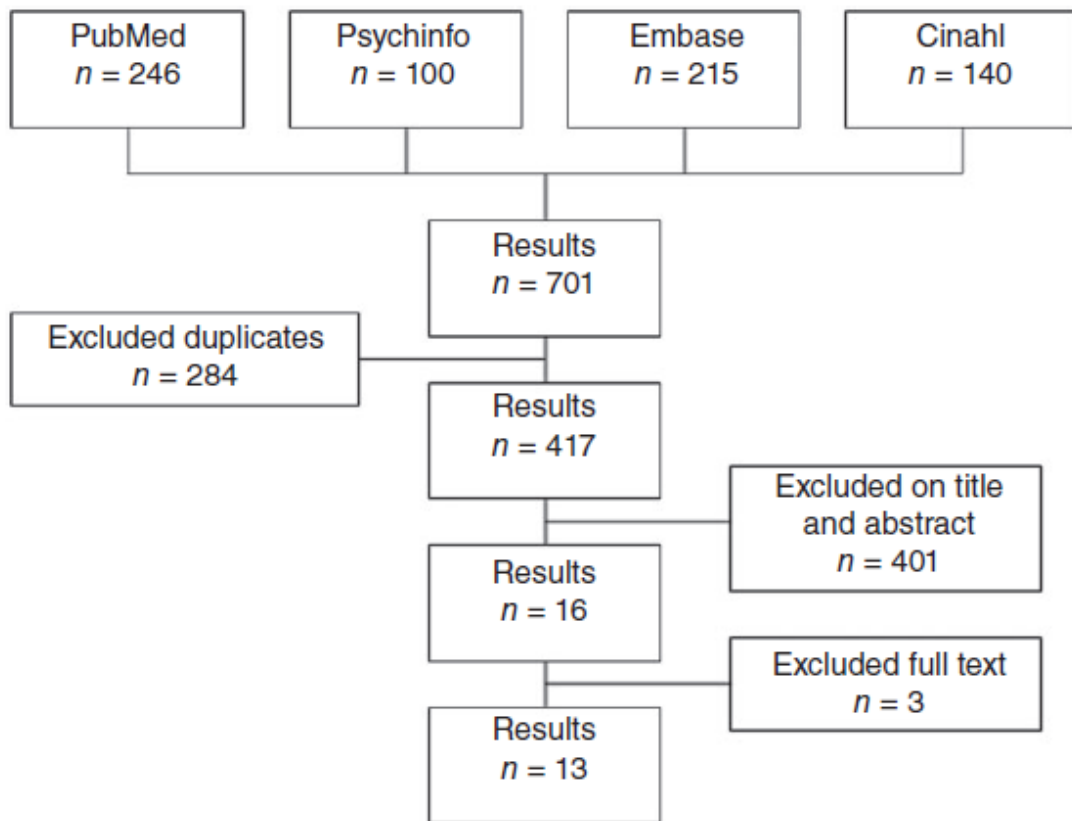 PubMed
n = 246
Psychinfo
n = 100
Embase
n = 215
Cinahl
n = 140
Results
n = 701
Excluded duplicates
n = 284
Results
n = 417
Excluded on title
and abstract
n = 401
Results
n = 16
Excluded full text
n = 3
Results
n = 13